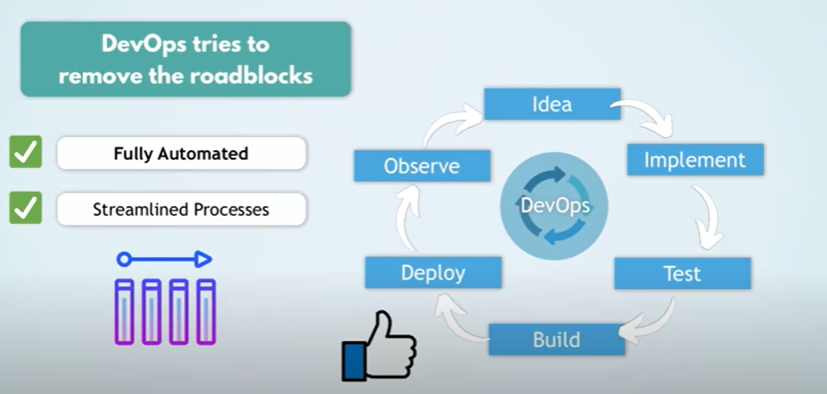 DevOps tries to
remove the roadblocks
Fully Automated
Streamlined Processes
Idea
Implement
Test
Build
Deploy
Observe
DevOps